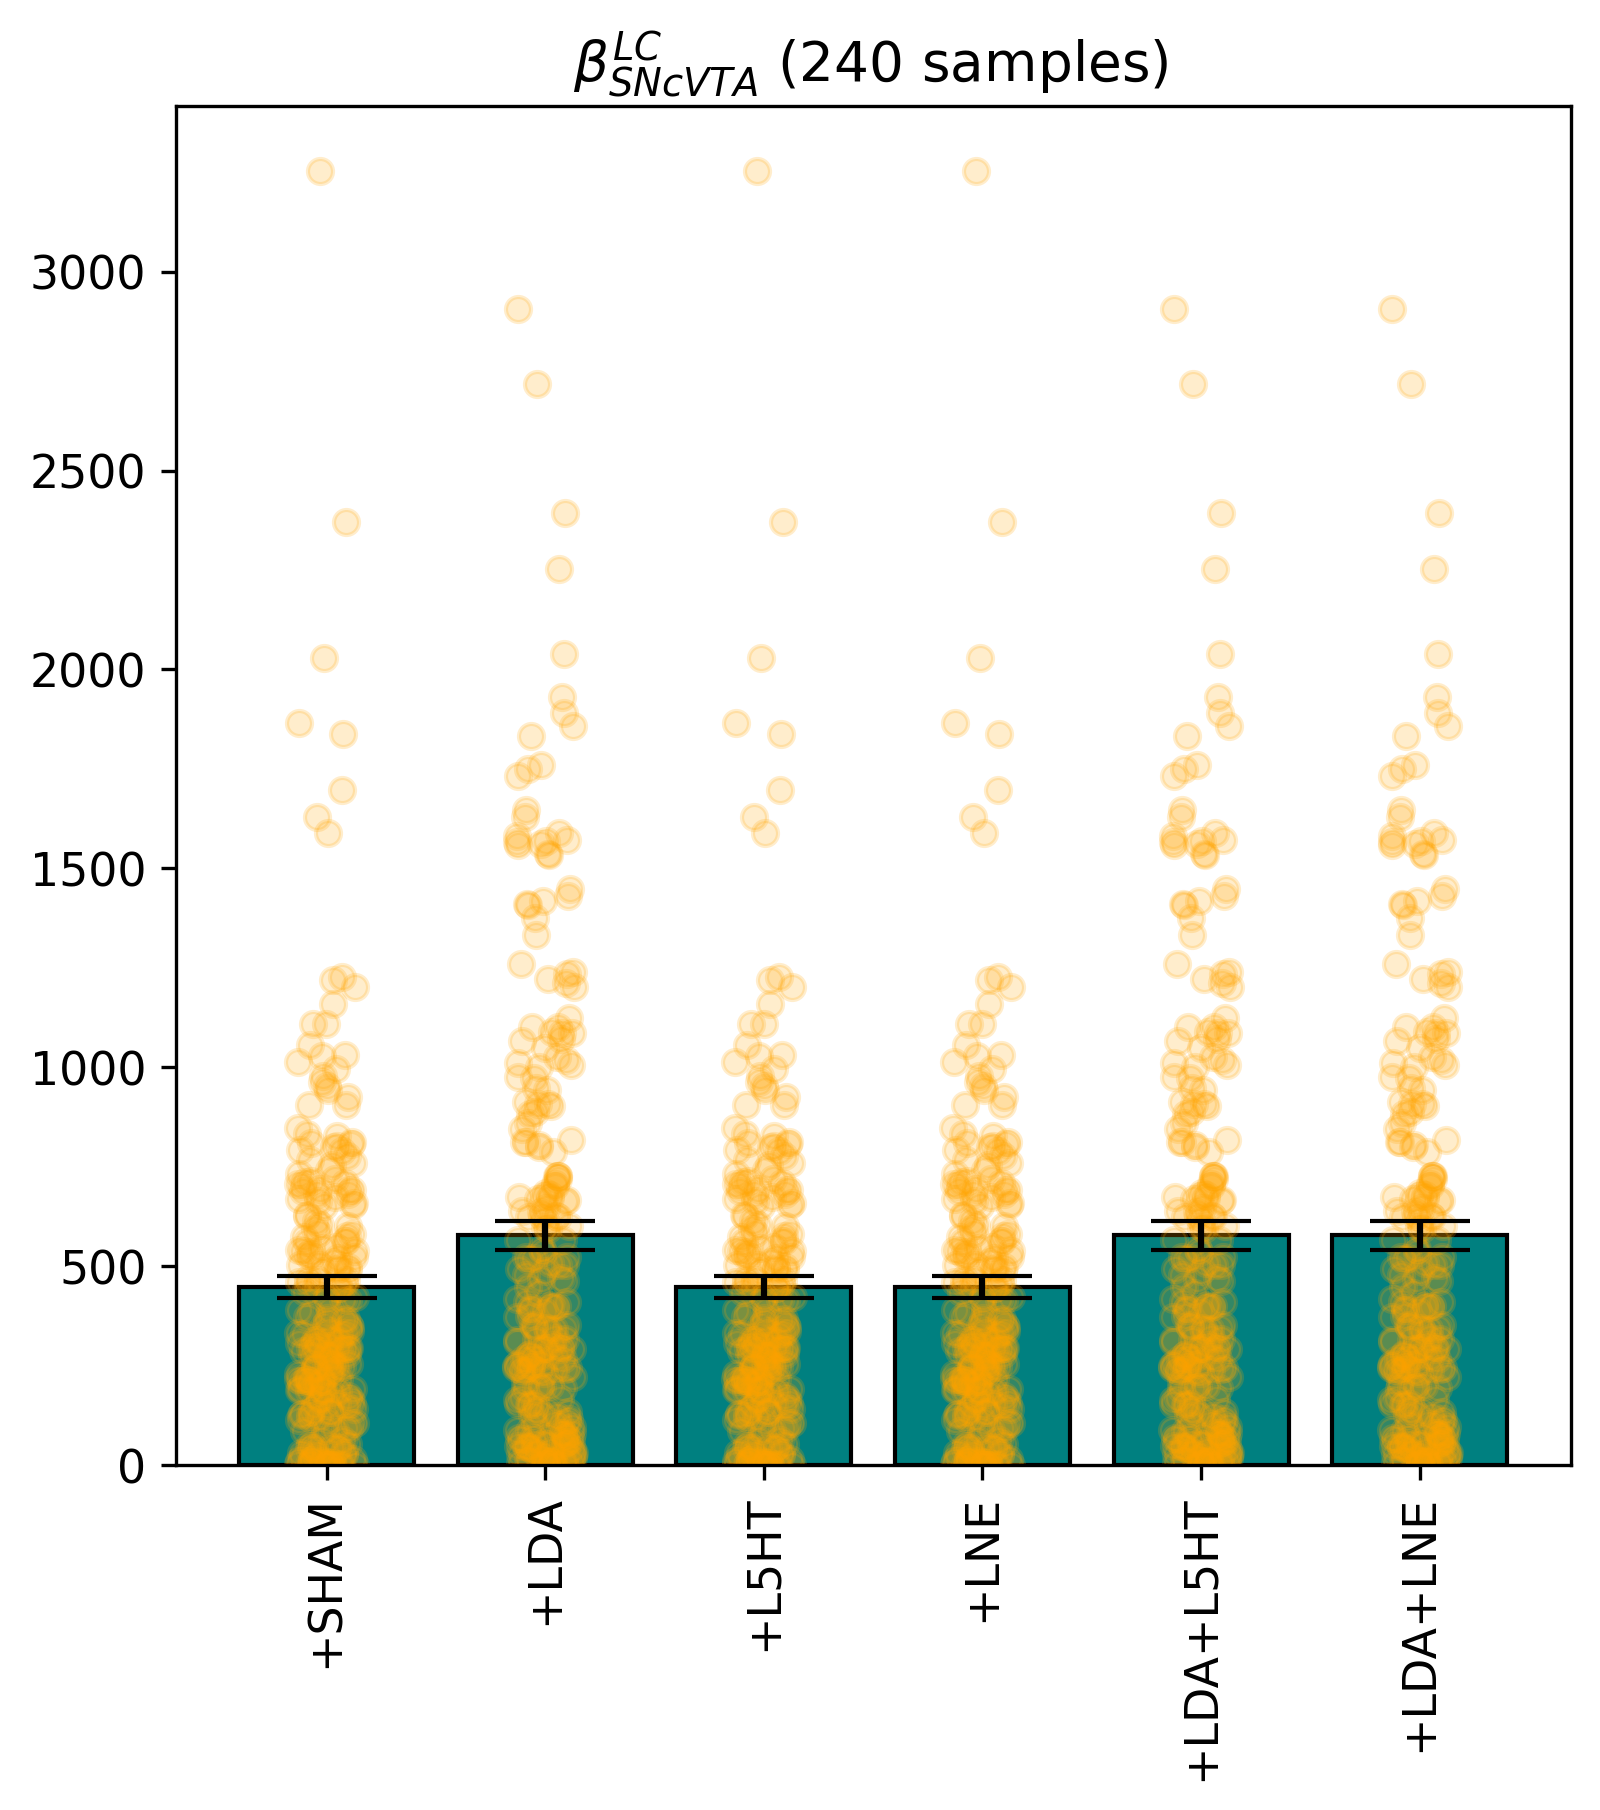 β_{SNcVTA}^{LC} (240 samples)
3000
2500
2000
1500
1000
500
0
+SHAM
+LDA
+L5HT
+LNE
+LDA+L5HT
+LDA+LNE